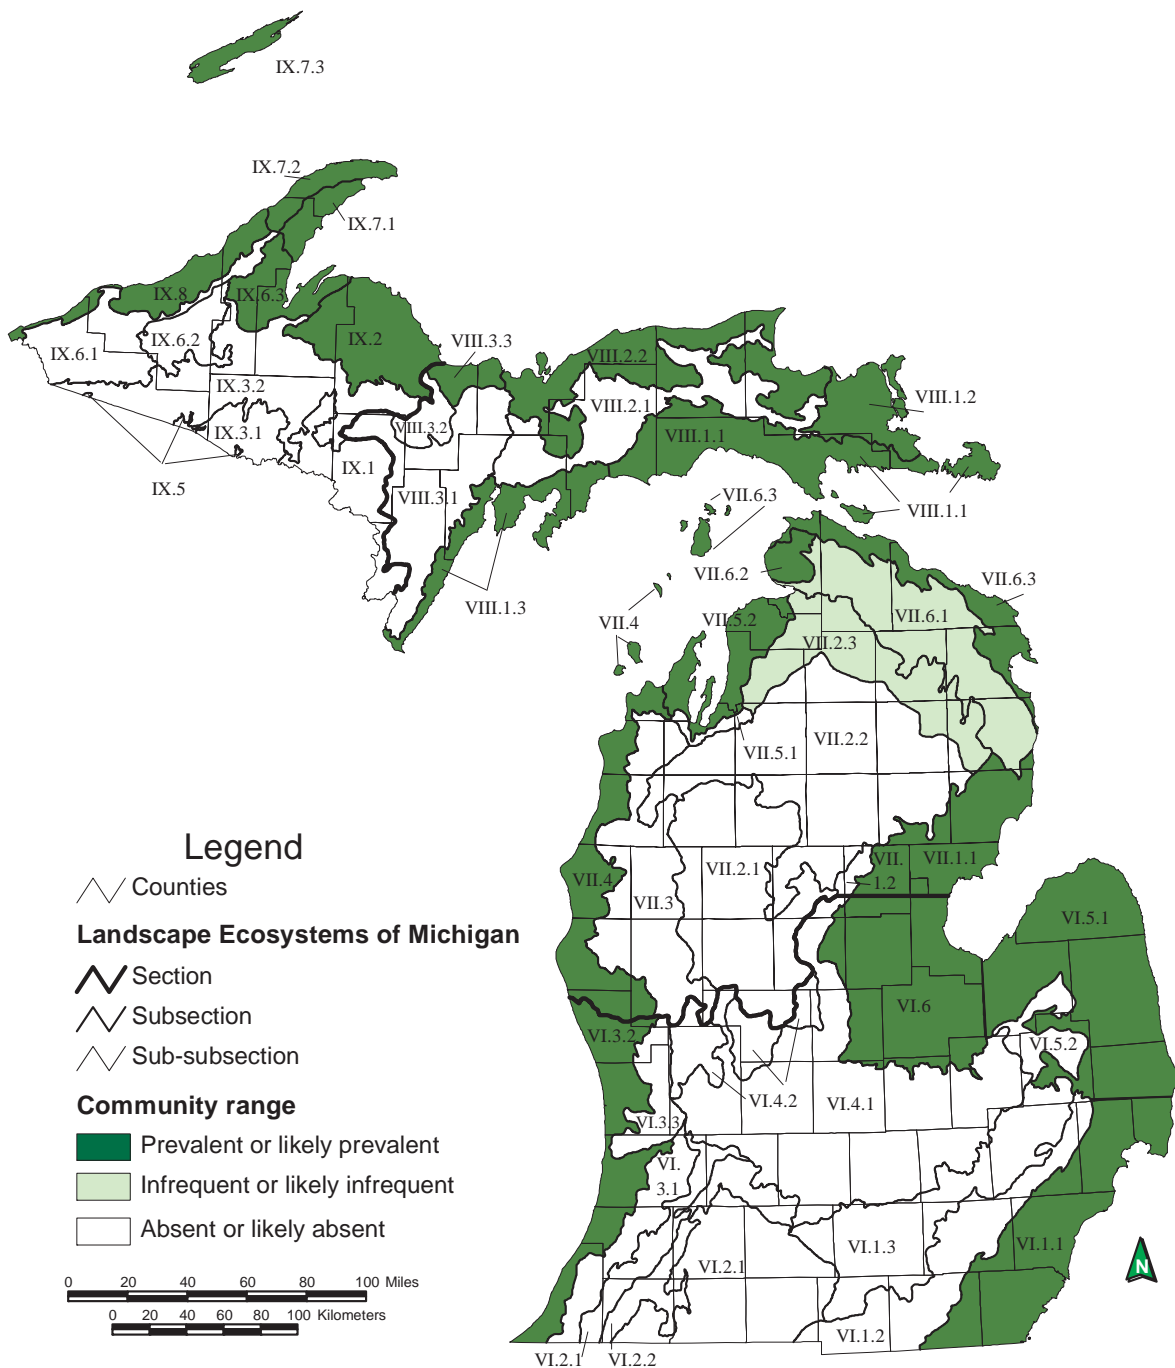 IX.7.3
IX.7.2
IX.7.1
IX.8
IX.6.3
IX.2
IX.6.1
IX.6.2
VIII.3.3
VIII.2.2
IX.3.2
VIII.2.1
VIII.1.2
IX.3.1
VIII.3.2
VIII.1.1
IX.1
IX.5
VIII.3.1
VII.6.3
VIII.1.1
VII.6.2
VII.6.3
VIII.1.3
VII.4
VII.5.2
VII.6.1
VII.2.3
VII.5.1
VII.2.2
VII.4
VII.3
VII.2.1
VII.
1.2
VII.1.1
VI.5.1
VI.6
VI.3.2
VI.5.2
VI.4.2
VI.4.1
VI.3.3
VI.
3.1
VI.2.1
VI.1.3
VI.1.1
VI.1.2
VI.2.1
VI.2.2
Legend
Counties
Landscape Ecosystems of Michigan
Section
Subsection
Sub-subsection
Community range
Prevalent or likely prevalent
Infrequent or likely infrequent
Absent or likely absent
0 20 40 60 80 100 Miles
0 20 40 60 80 100 Kilometers
N